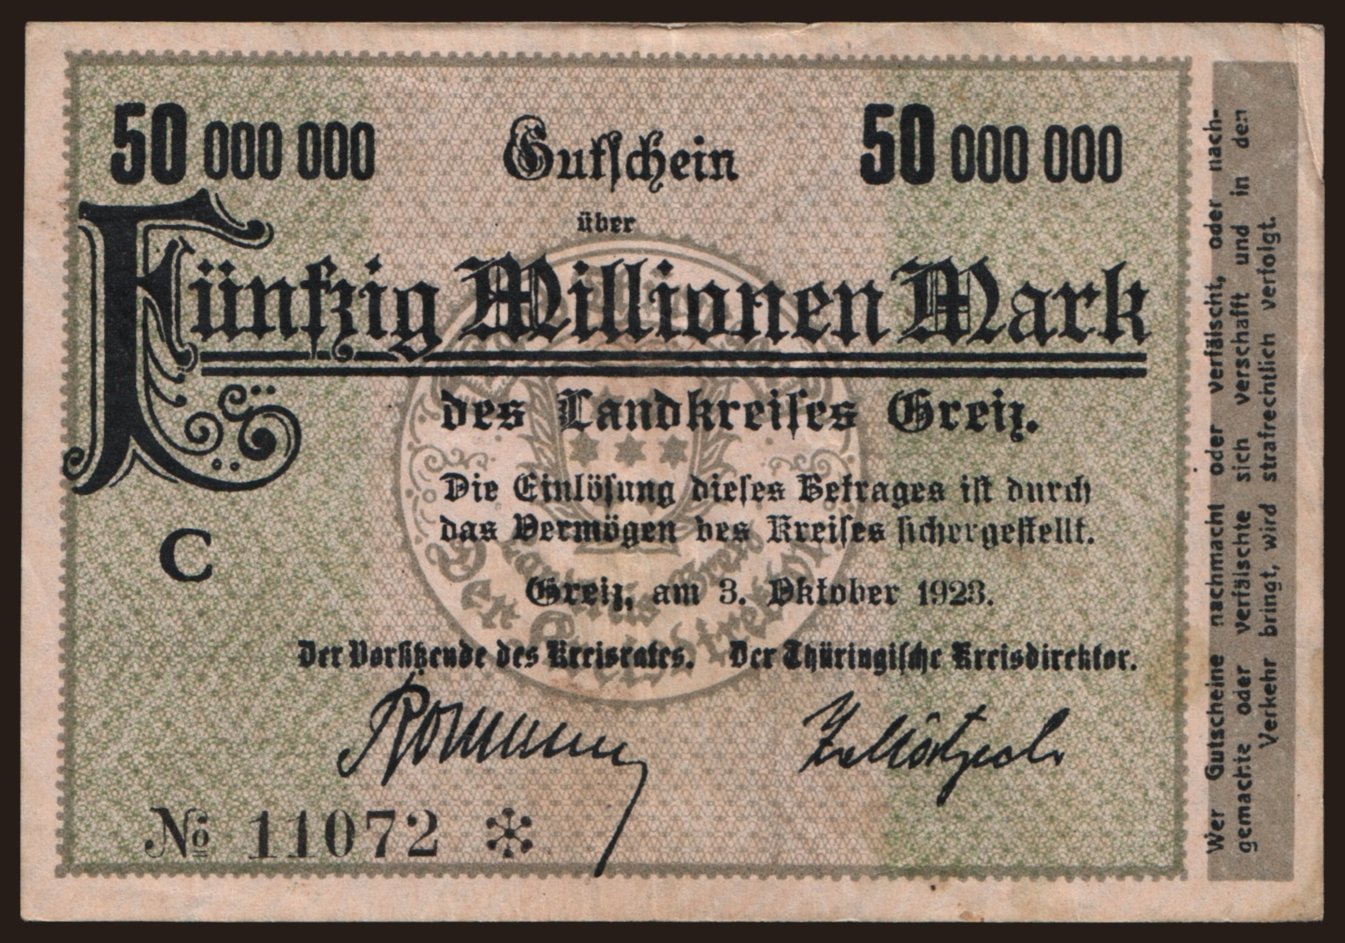 50 000 000 Gutschein 50 000 000
über
Fünfzig Millionen Mark
des Landkreises Greiz.
Die Einlösung dieses Betrages ist durch
das Vermögen des Kreises sichergestellt.
C
Greiz, am 3. Oktober 1923.
Der Vorsitzende des Kreisrates. Der Thüringische Kreisdirektor.
№ 11072 *
Wer Gutscheine nachmacht oder verfälscht, oder nach-
gemachte oder verfälschte sich verschafft und in den
Verkehr bringt, wird strafrechtlich verfolgt.